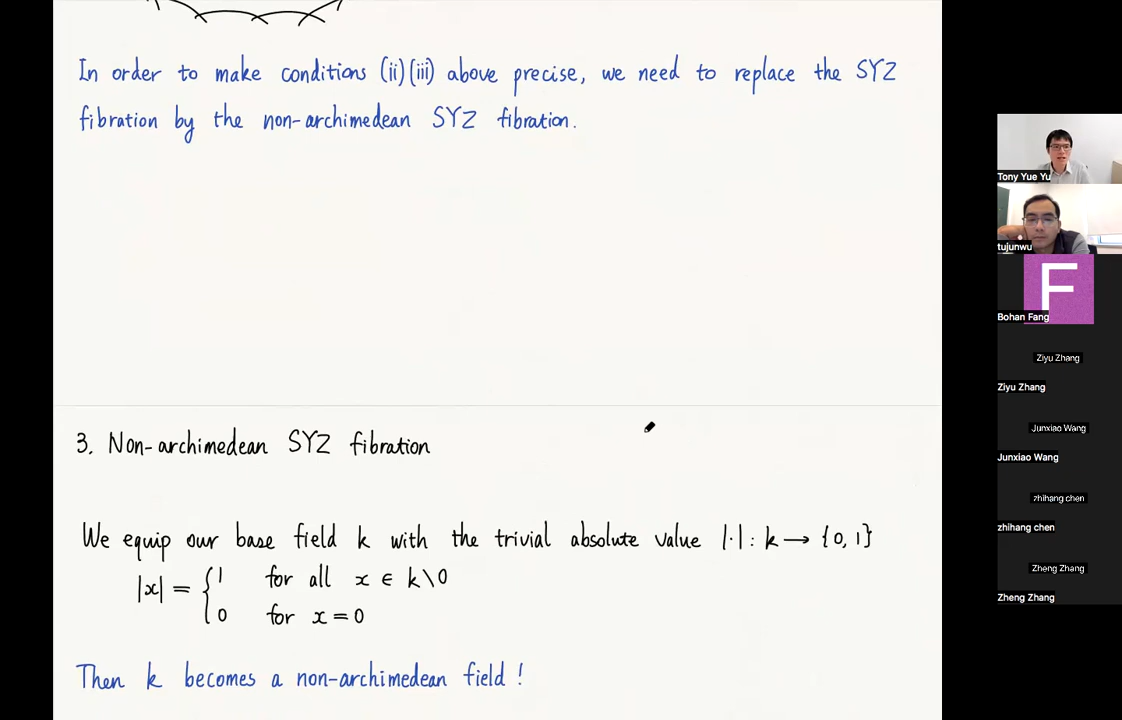 In order to make conditions (ii)(iii) above precise, we need to replace the SYZ
fibration by the non-archimedean SYZ fibration.
3. Non-archimedean SYZ fibration
We equip our base field k with the trivial absolute value |·| : k → {0,1}
|x| = { 1 for all x ∈ k\0
0 for x = 0
Then k becomes a non-archimedean field !
Tony Yue Yu
tujunwu
F
Bohan Fang
Ziyu Zhang
Ziyu Zhang
Junxiao Wang
Junxiao Wang
zhihang chen
zhihang chen
Zheng Zhang
Zheng Zhang